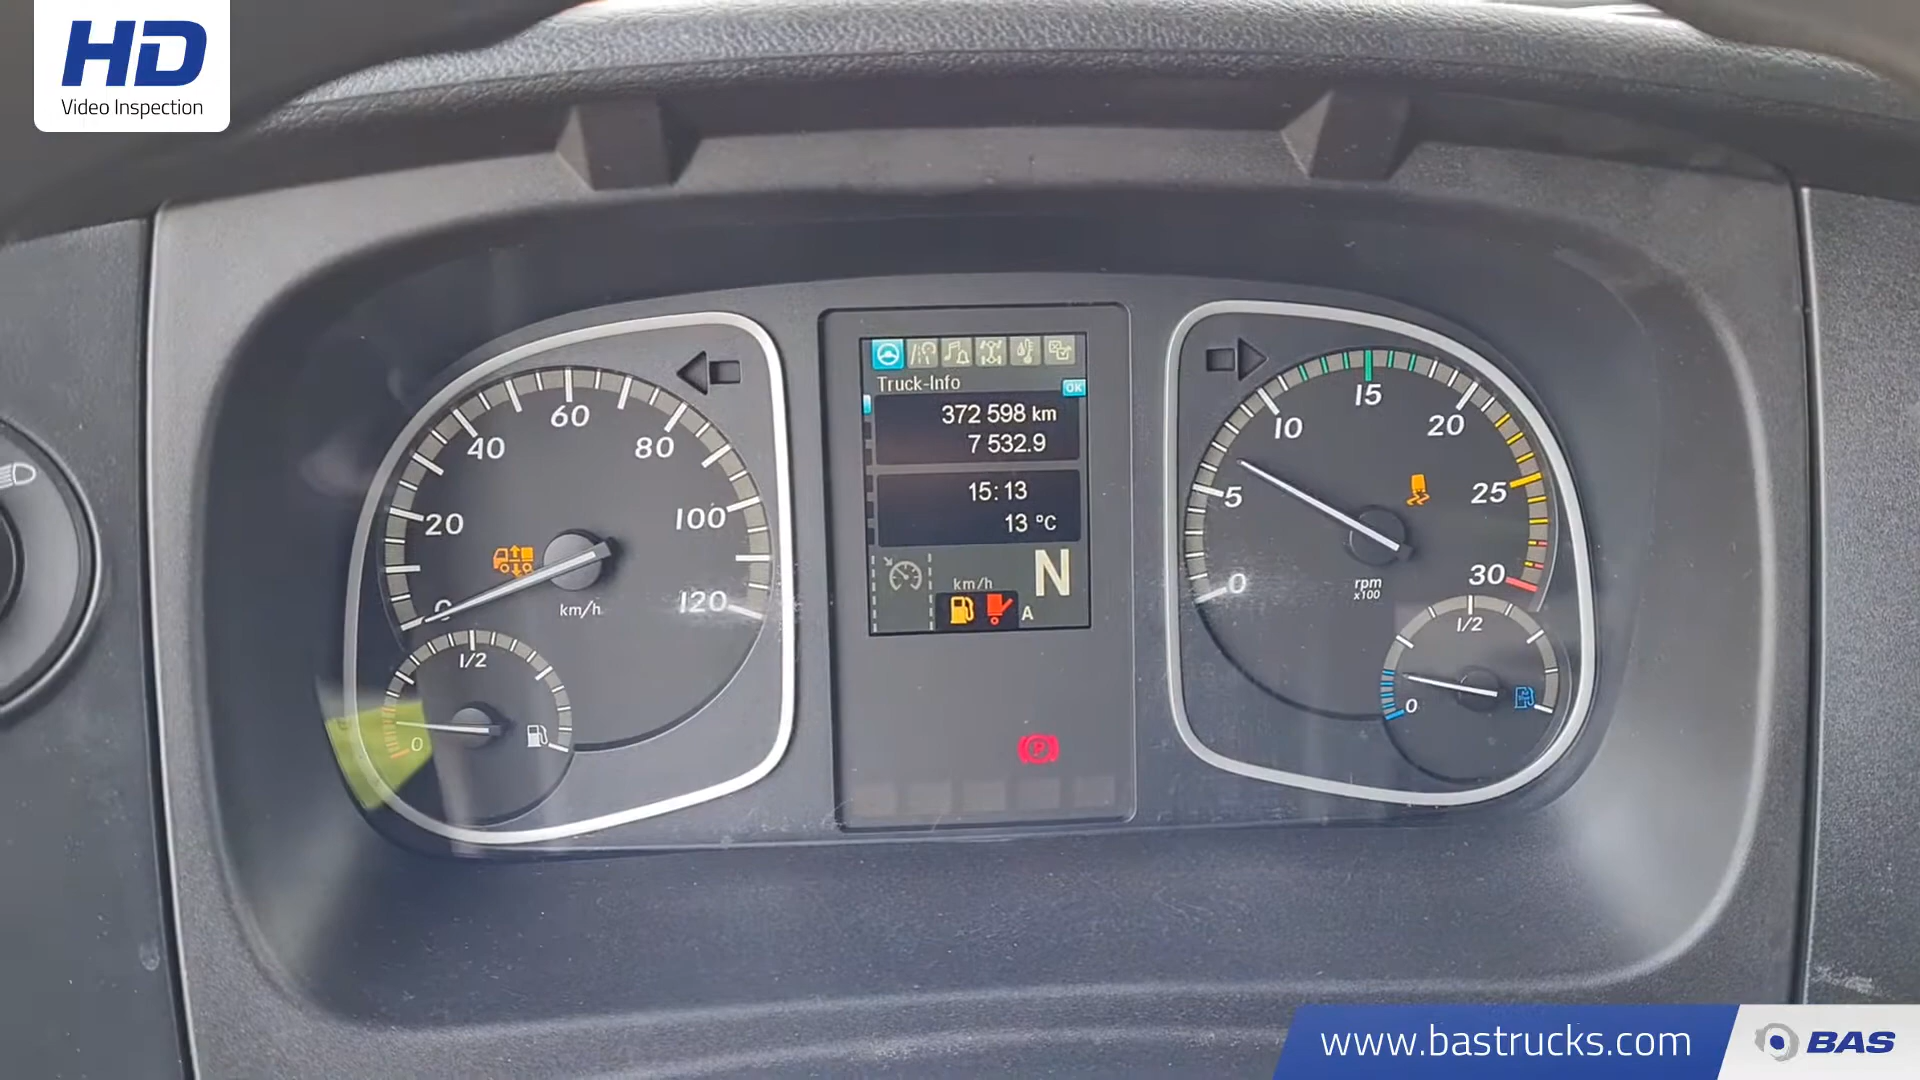 HD
Video Inspection
60
40
80
20
100
0
120
km/h
1/2
0
Truck-Info
OK
372 598 km
7 532.9
15:13
13 °C
N
km/h
A
P
15
10
20
5
25
0
30
rpm
x100
1/2
0
www.bastrucks.com
BAS